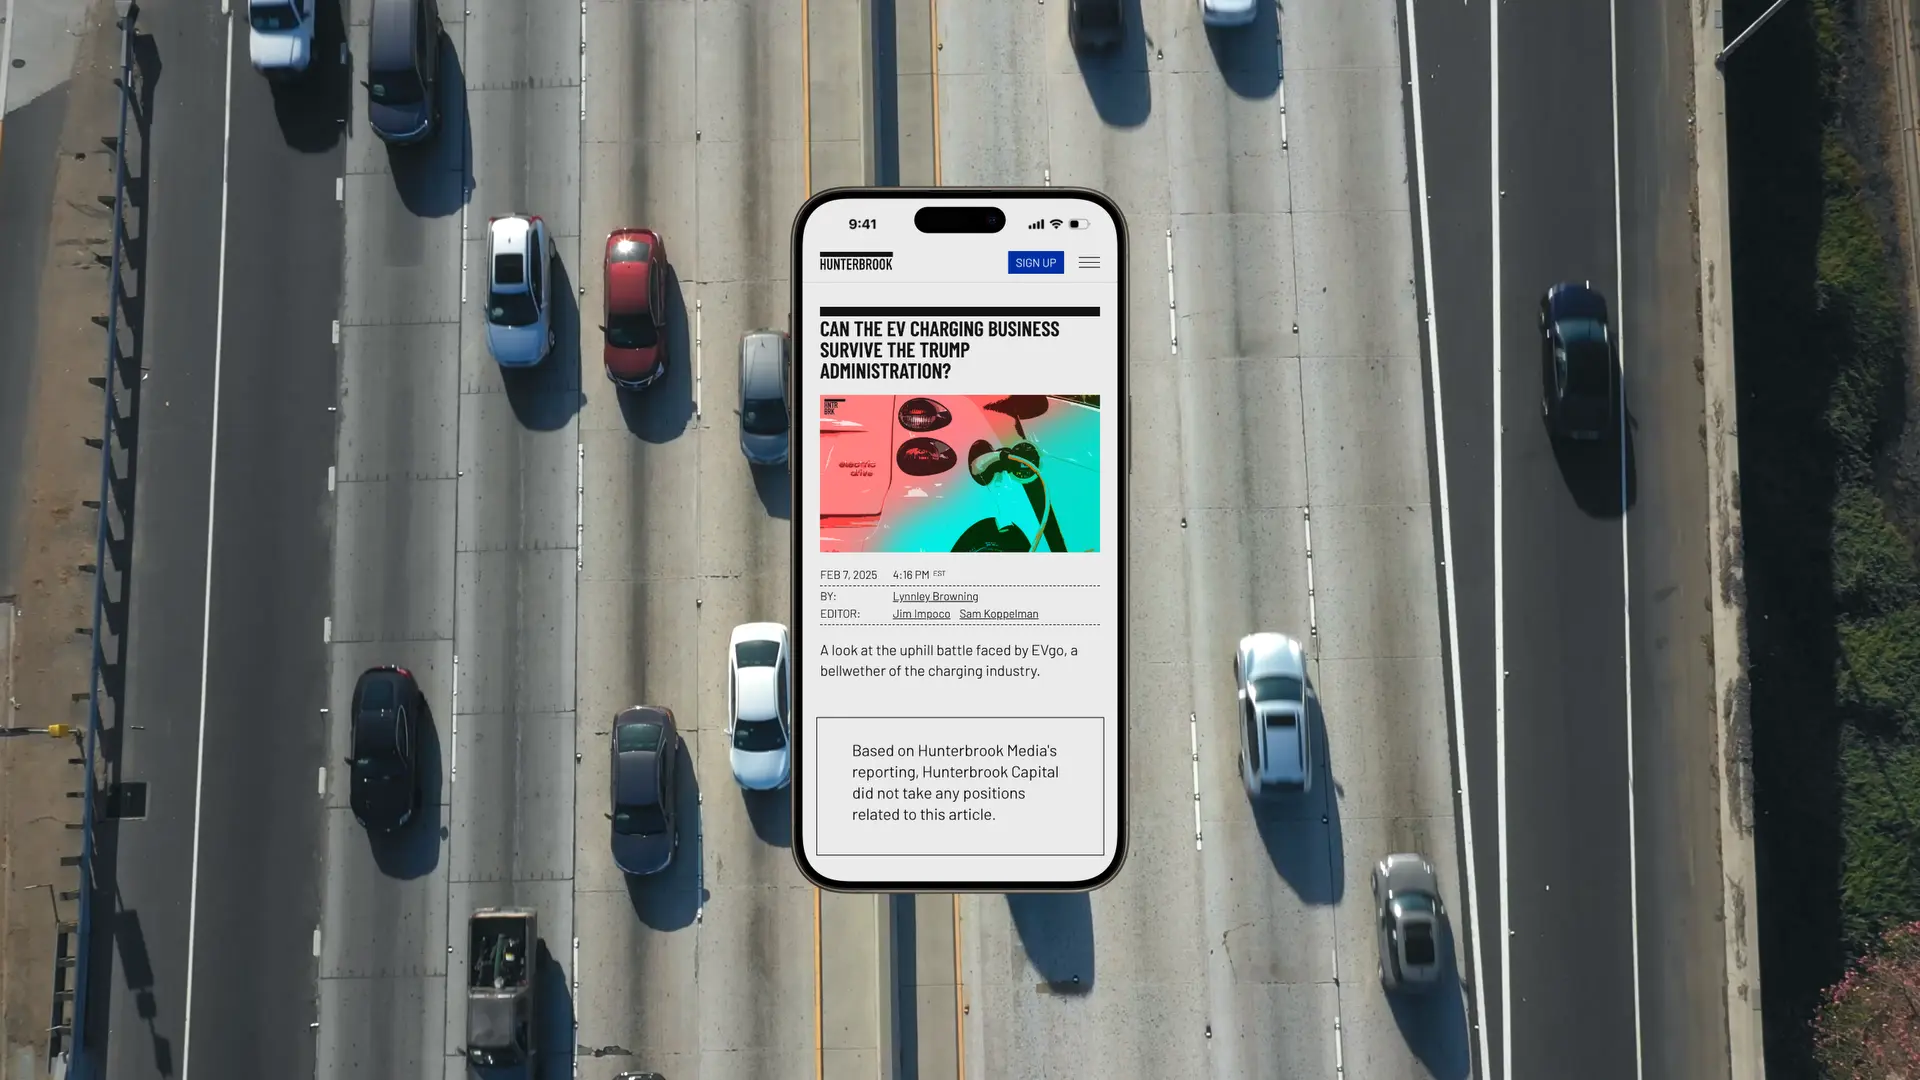 9:41
HUNTERBROOK
SIGN UP
CAN THE EV CHARGING BUSINESS
SURVIVE THE TRUMP
ADMINISTRATION?
HNTR
BRK
electric
drive
FEB 7, 2025 4:16 PM EST
BY: Lynnley Browning
EDITOR: Jim Impoco Sam Koppelman
A look at the uphill battle faced by EVgo, a
bellwether of the charging industry.
Based on Hunterbrook Media's
reporting, Hunterbrook Capital
did not take any positions
related to this article.